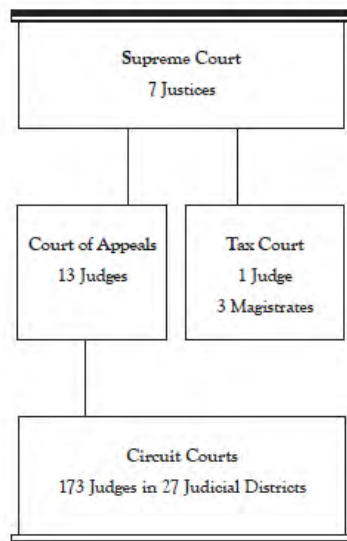 Supreme Court
7 Justices
Court of Appeals
13 Judges
Tax Court
1 Judge
3 Magistrates
Circuit Courts
173 Judges in 27 Judicial Districts